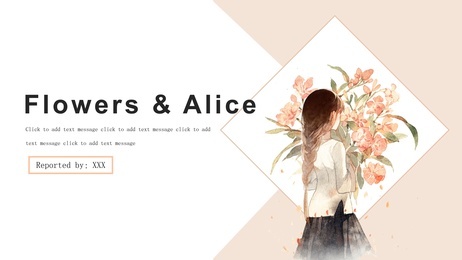 Flowers & Alice
Click to add text message click to add text message click to add
text message click to add text message
Reported by: XXX